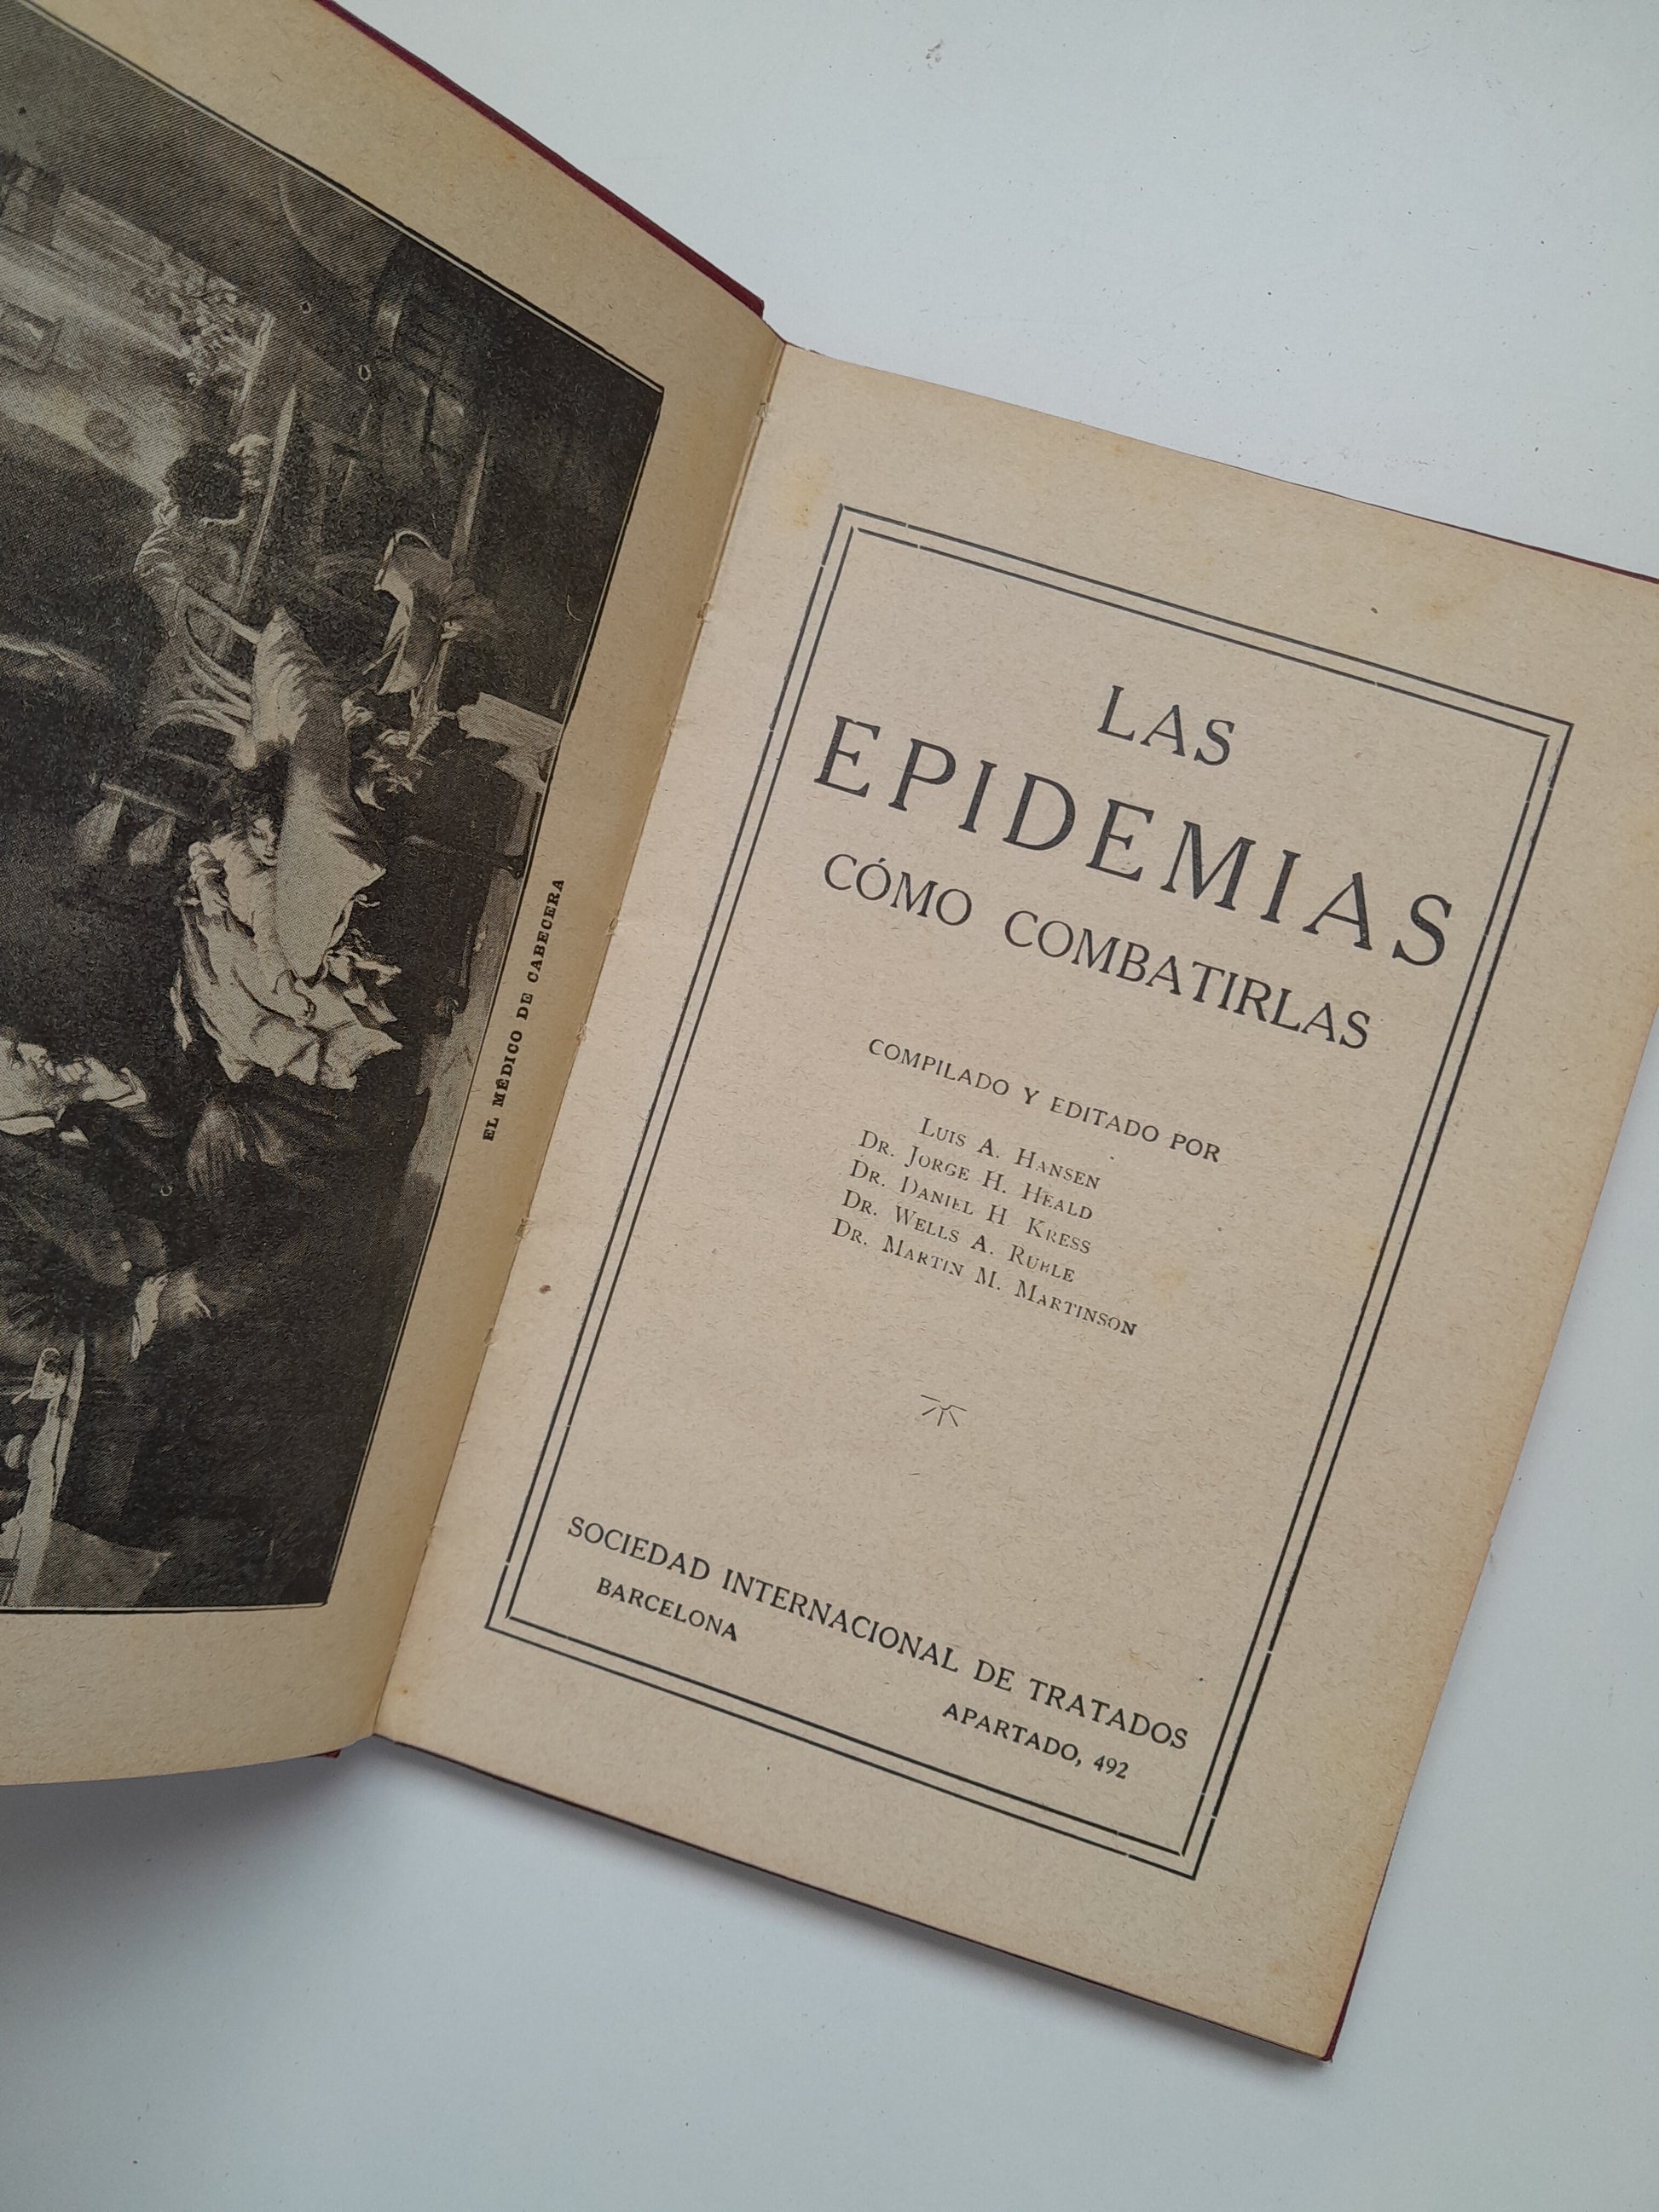 EL MÉDICO DE CABECERA
LAS
EPIDEMIAS
CÓMO COMBATIRLAS
COMPILADO Y EDITADO POR
LUIS A. HANSEN
DR. JORGE H. HEALD
DR. DANIEL H. KRESS
DR. WELLS A. RUBLE
DR. MARTIN M. MARTINSON
SOCIEDAD INTERNACIONAL DE TRATADOS
BARCELONA
APARTADO, 492